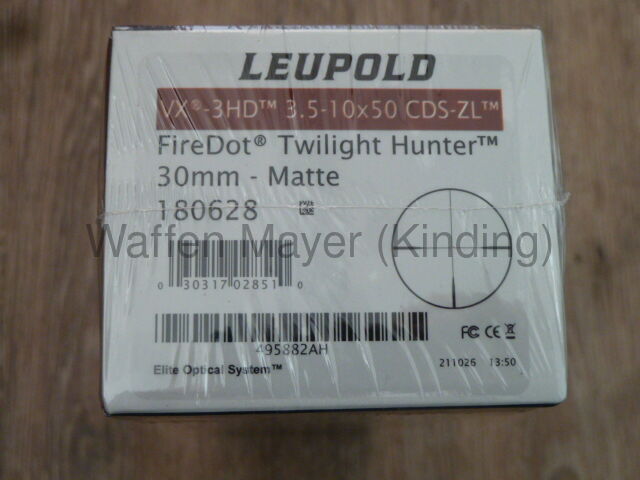 LEUPOLD
VX®-3HD™ 3.5-10x50 CDS-ZL™
FireDot® Twilight Hunter™
30mm - Matte
180628
Waffen Mayer (Kinding)
0 30317 02851 0
495882AH
FC CE
Elite Optical System™
211026 13:50